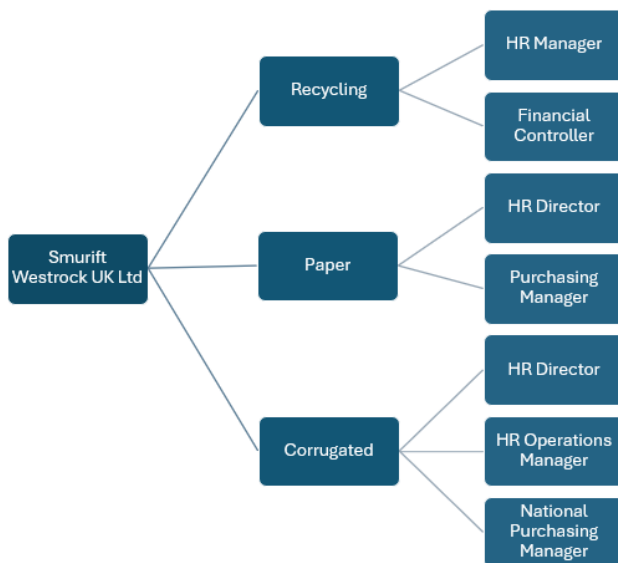 Smurift
Westrock UK Ltd
Recycling
HR Manager
Financial
Controller
Paper
HR Director
Purchasing
Manager
Corrugated
HR Director
HR Operations
Manager
National
Purchasing
Manager